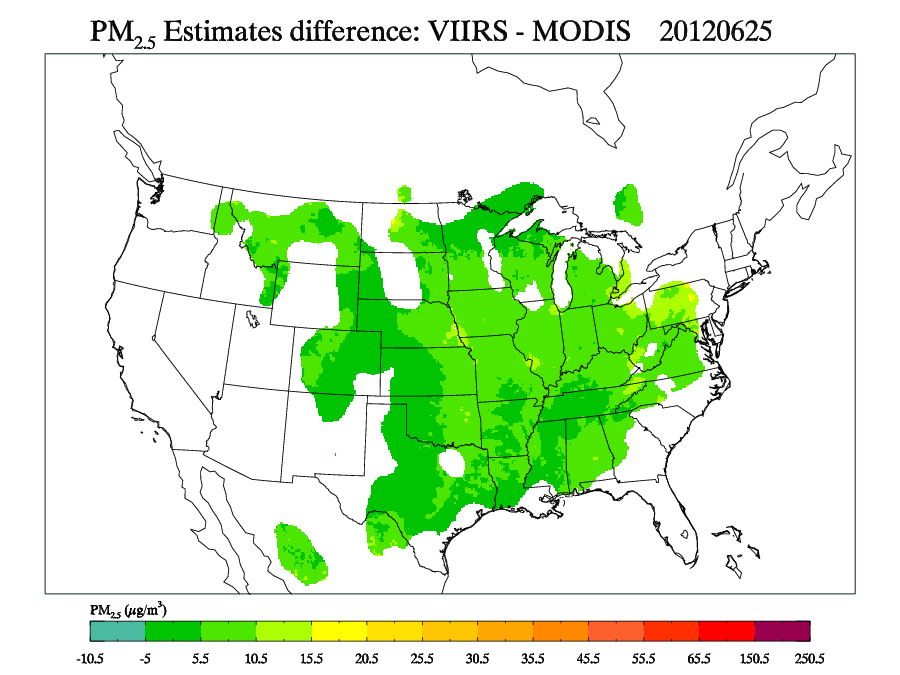 PM2.5 Estimates difference: VIIRS - MODIS 20120625
PM2.5 (μg/m³)
-10.5 -5 5.5 10.5 15.5 20.5 25.5 30.5 35.5 45.5 55.5 65.5 150.5 250.5